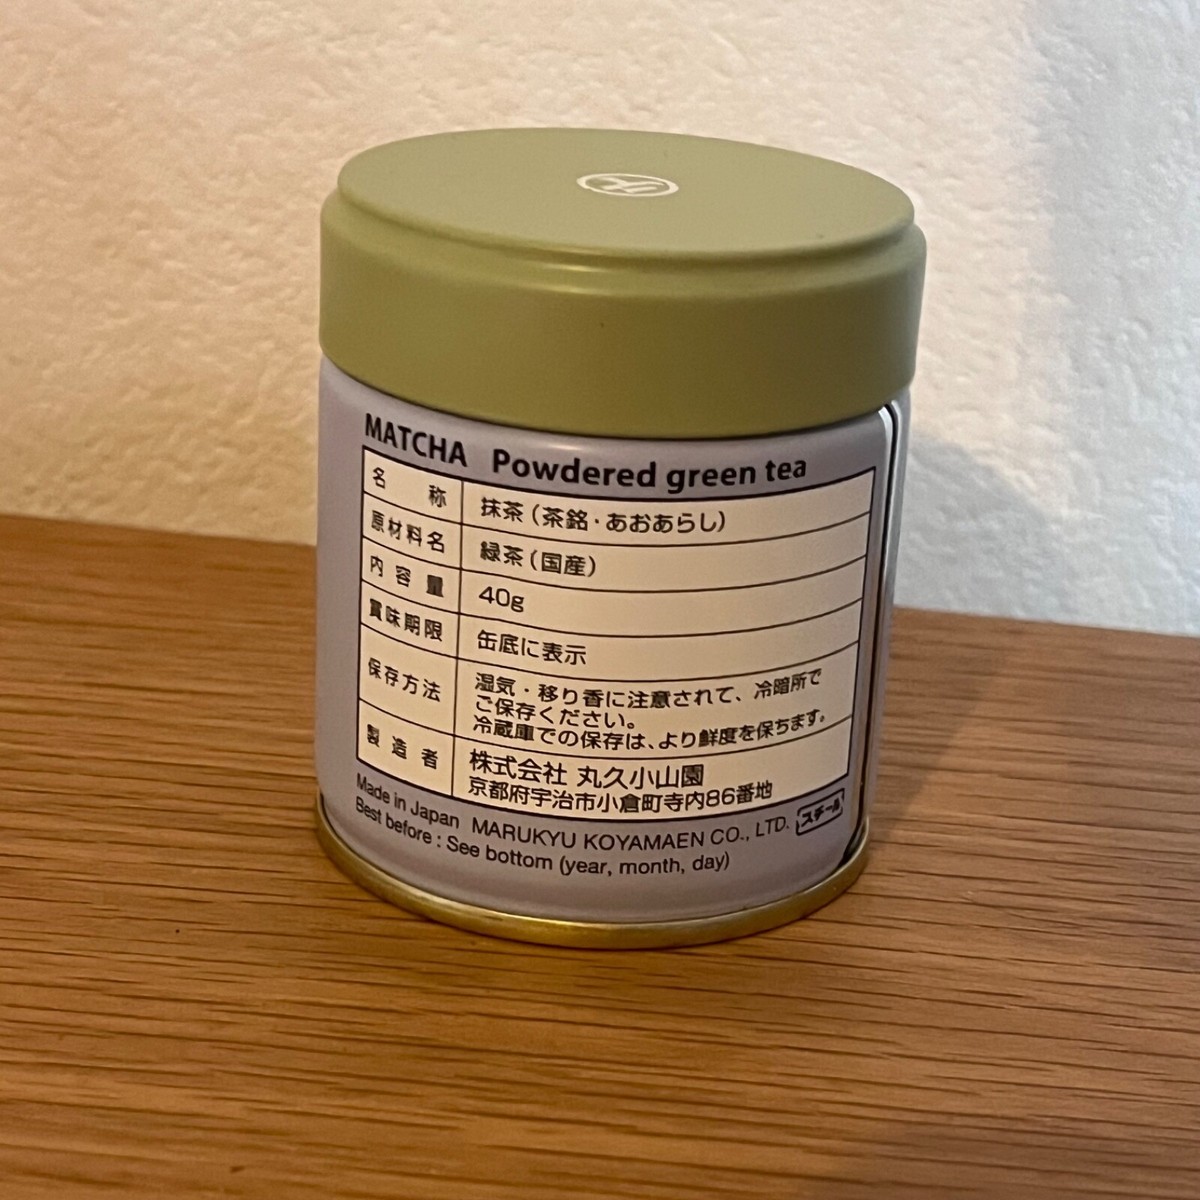 MATCHA Powdered green tea
名称 抹茶（茶銘・あおあらし）
原材料名 緑茶（国産）
内容量 40g
賞味期限 缶底に表示
保存方法 湿気・移り香に注意されて、冷暗所で
ご保存ください。
冷蔵庫での保存は、より鮮度を保ちます。
製造者 株式会社 丸久小山園
京都府宇治市小倉町寺内86番地
Made in Japan MARUKYU KOYAMAEN CO., LTD. スチール
Best before : See bottom (year, month, day)